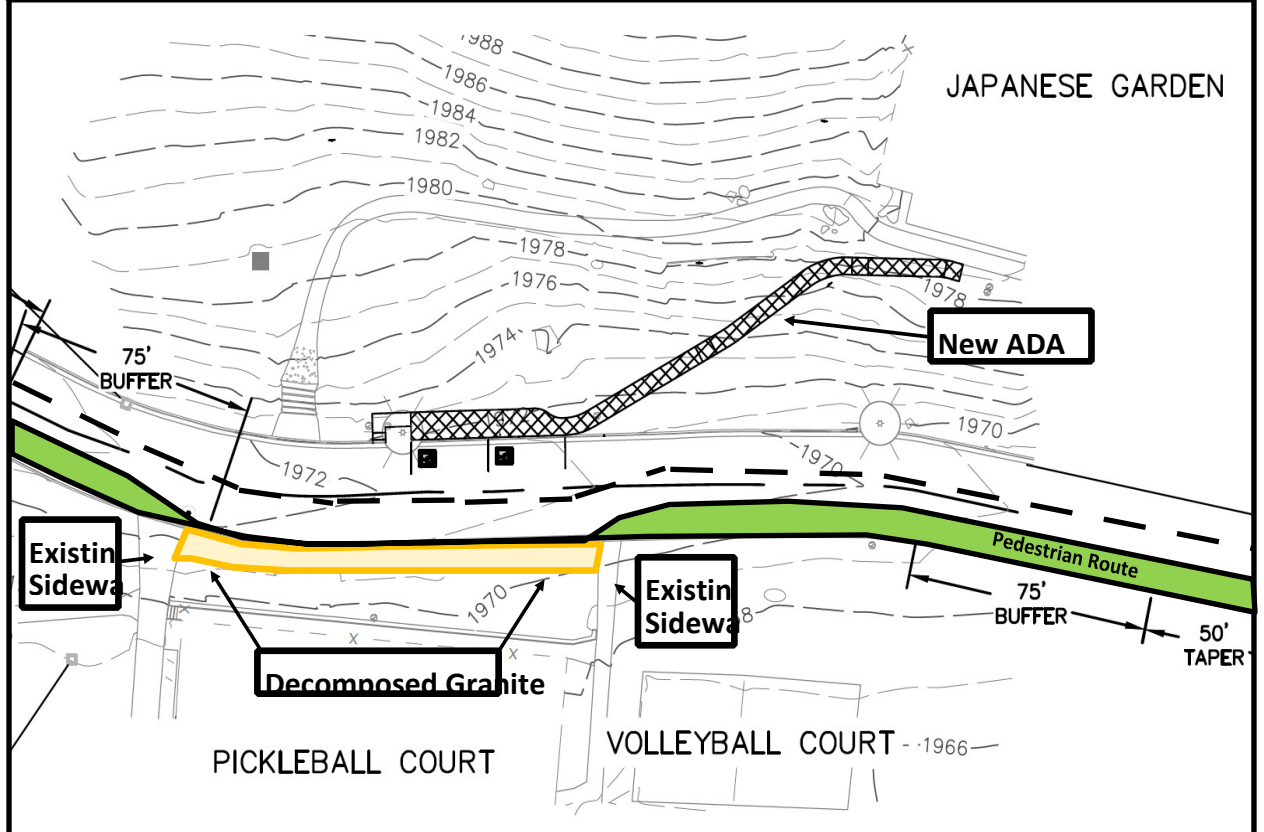 1988
1986
JAPANESE GARDEN
1984
1982
1980
1978
1976
1978
1974
New ADA
75'
BUFFER
1970
1972
1970
Pedestrian Route
Existin
Sidewa
Existin
Sidewa
1970
8
75'
BUFFER
50'
TAPER
Decomposed Granite
PICKLEBALL COURT
VOLLEYBALL COURT
1966